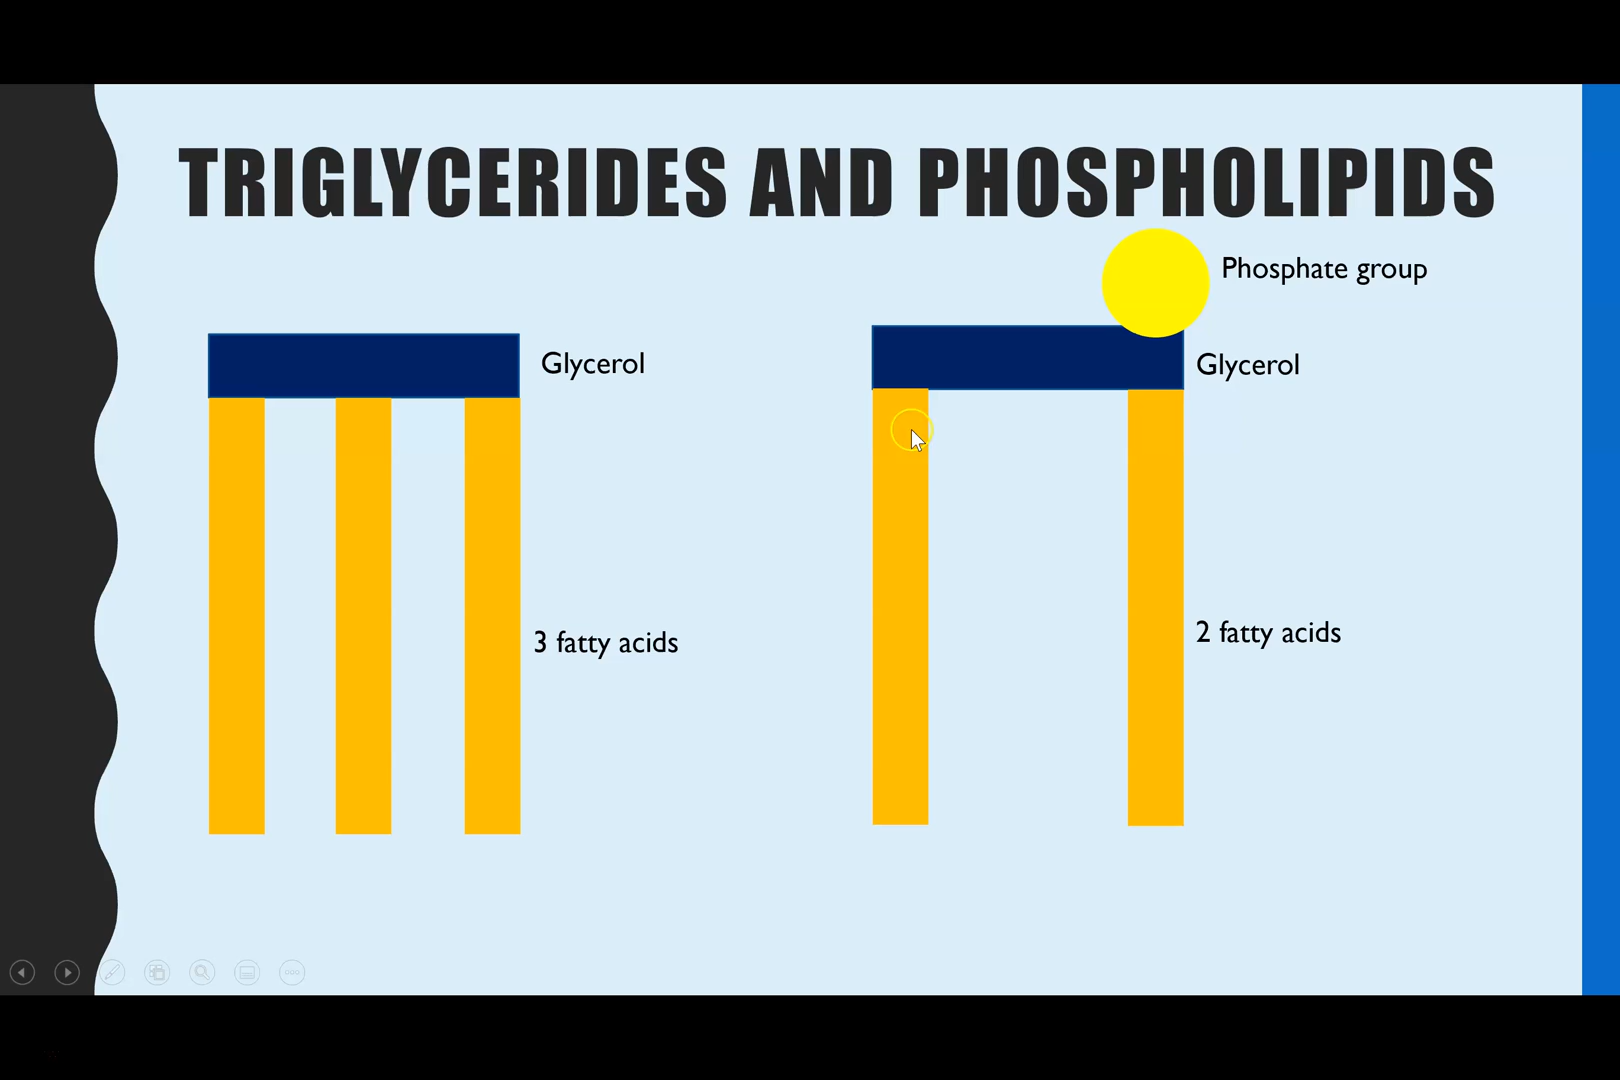 TRIGLYCERIDES AND PHOSPHOLIPIDS
Phosphate group
Glycerol
Glycerol
3 fatty acids
2 fatty acids